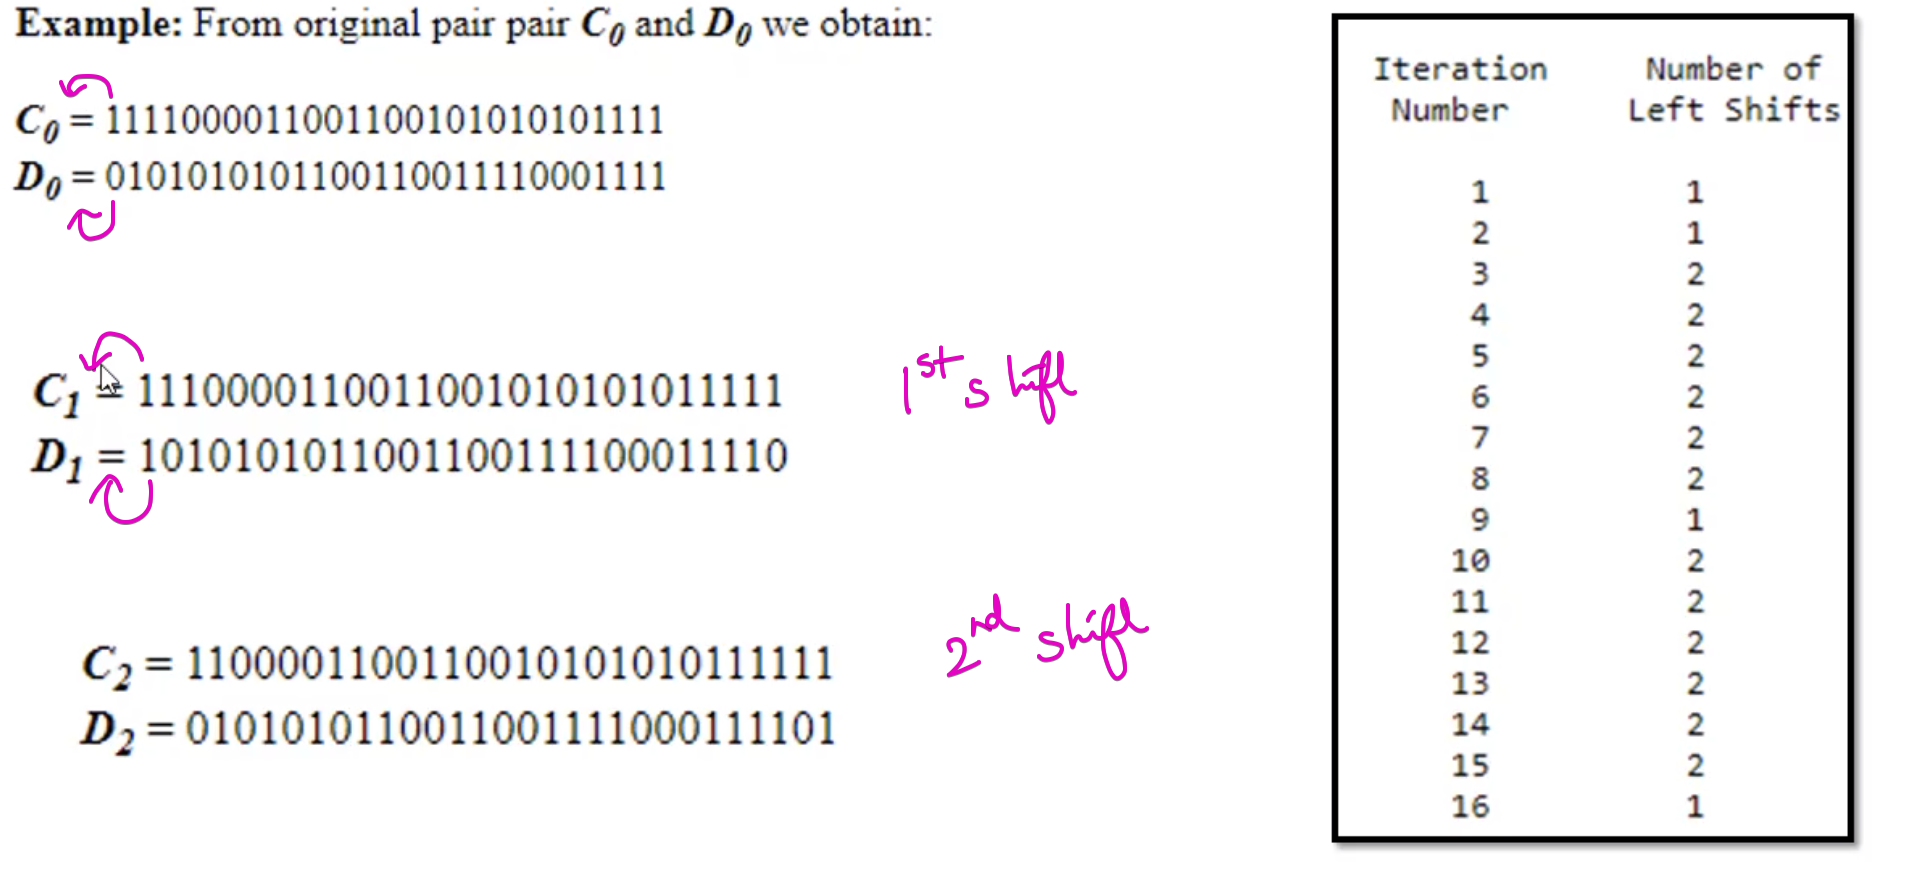 Example: From original pair pair C₀ and D₀ we obtain:
C₀ = 1111000011001100101010101111
D₀ = 0101010101100110011110001111
C₁ = 1110000110011001010101011111
D₁ = 1010101011001100111100011110
1st shift
C₂ = 1100001100110010101010111111
D₂ = 0101010110011001111000111101
2nd shift
Iteration Number of
Number Left Shifts
1 1
2 1
3 2
4 2
5 2
6 2
7 2
8 2
9 1
10 2
11 2
12 2
13 2
14 2
15 2
16 1